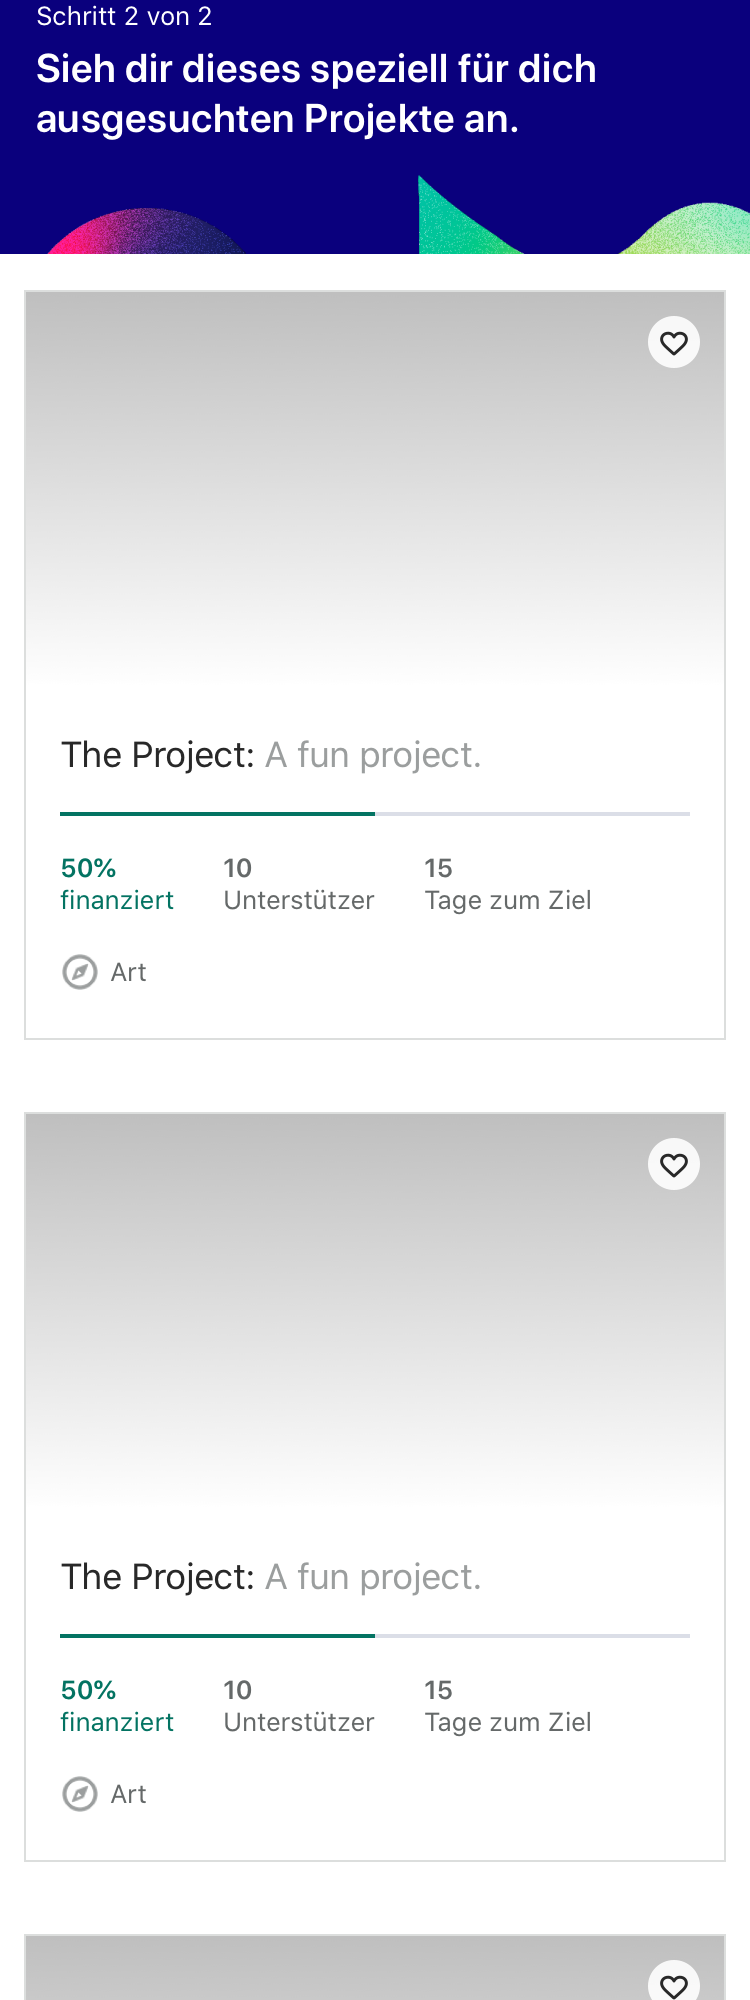 Schritt 2 von 2
Sieh dir dieses speziell für dich
ausgesuchten Projekte an.
The Project: A fun project.
50%
finanziert
10
Unterstützer
15
Tage zum Ziel
Art
The Project: A fun project.
50%
finanziert
10
Unterstützer
15
Tage zum Ziel
Art